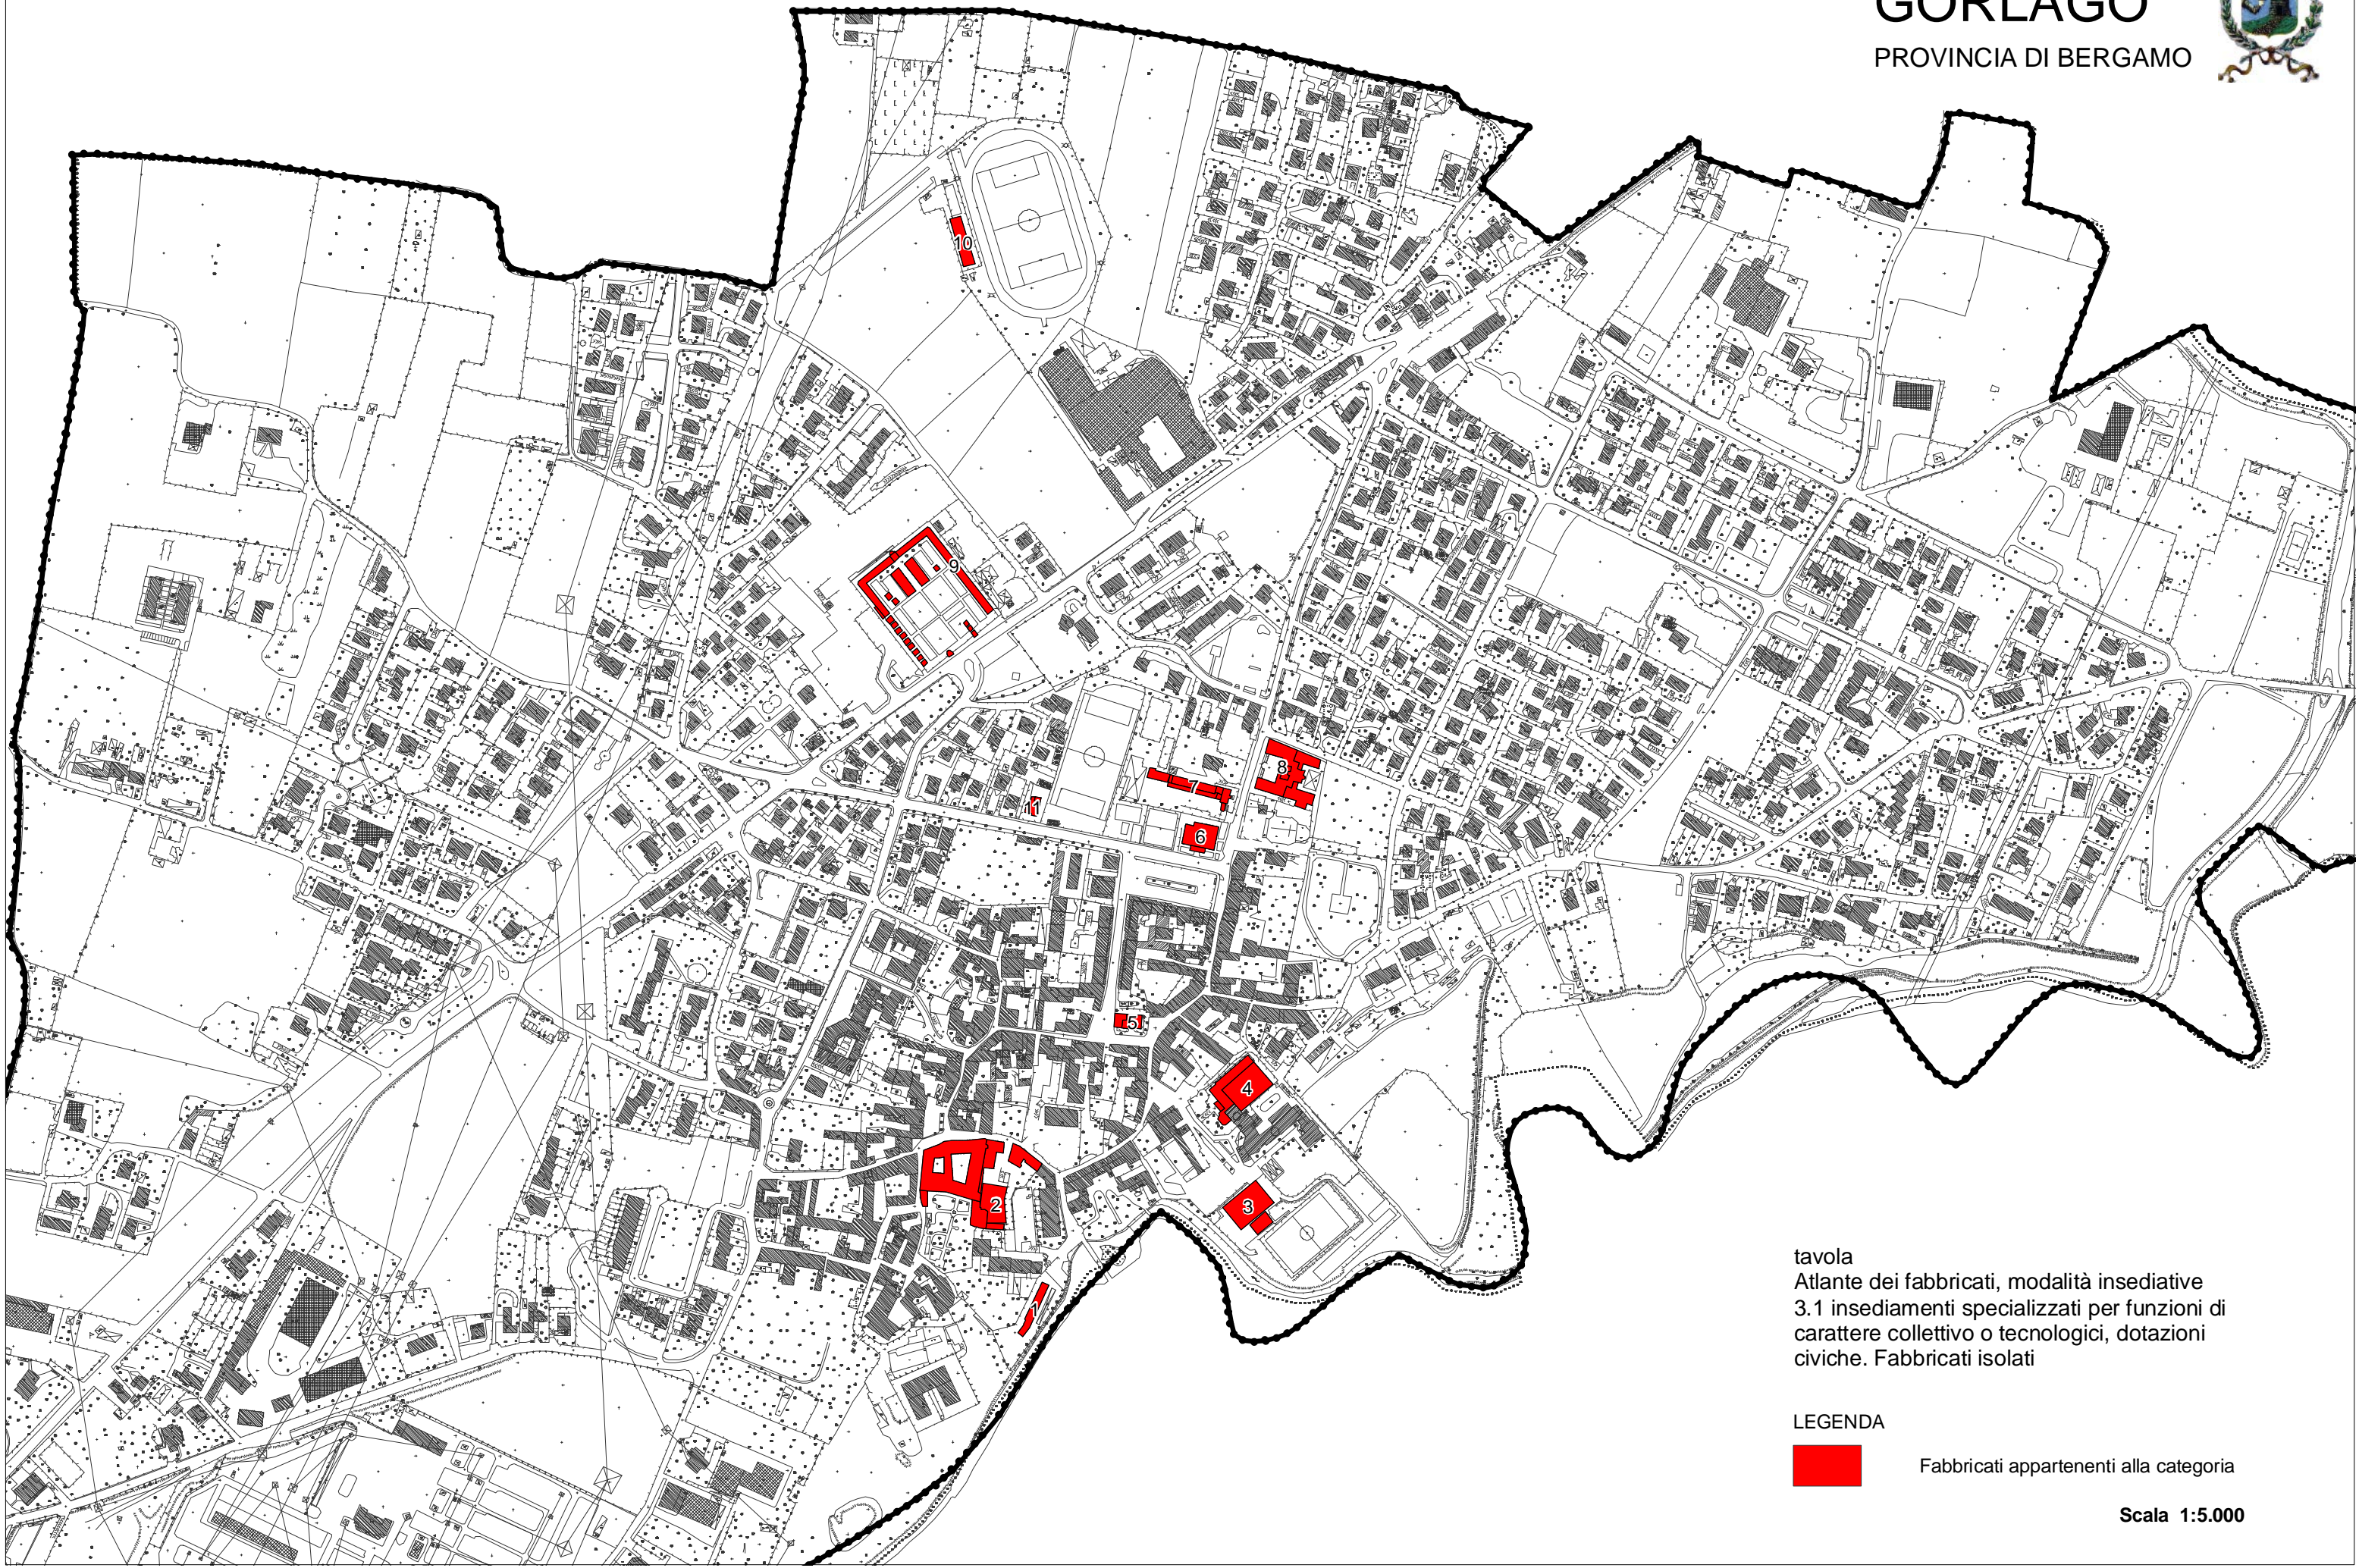 GORLAGO
PROVINCIA DI BERGAMO
10
9
8
7
11
6
5
4
2
3
1
tavola
Atlante dei fabbricati, modalità insediative
3.1 insediamenti specializzati per funzioni di
carattere collettivo o tecnologici, dotazioni
civiche. Fabbricati isolati
LEGENDA
Fabbricati appartenenti alla categoria
Scala 1:5.000